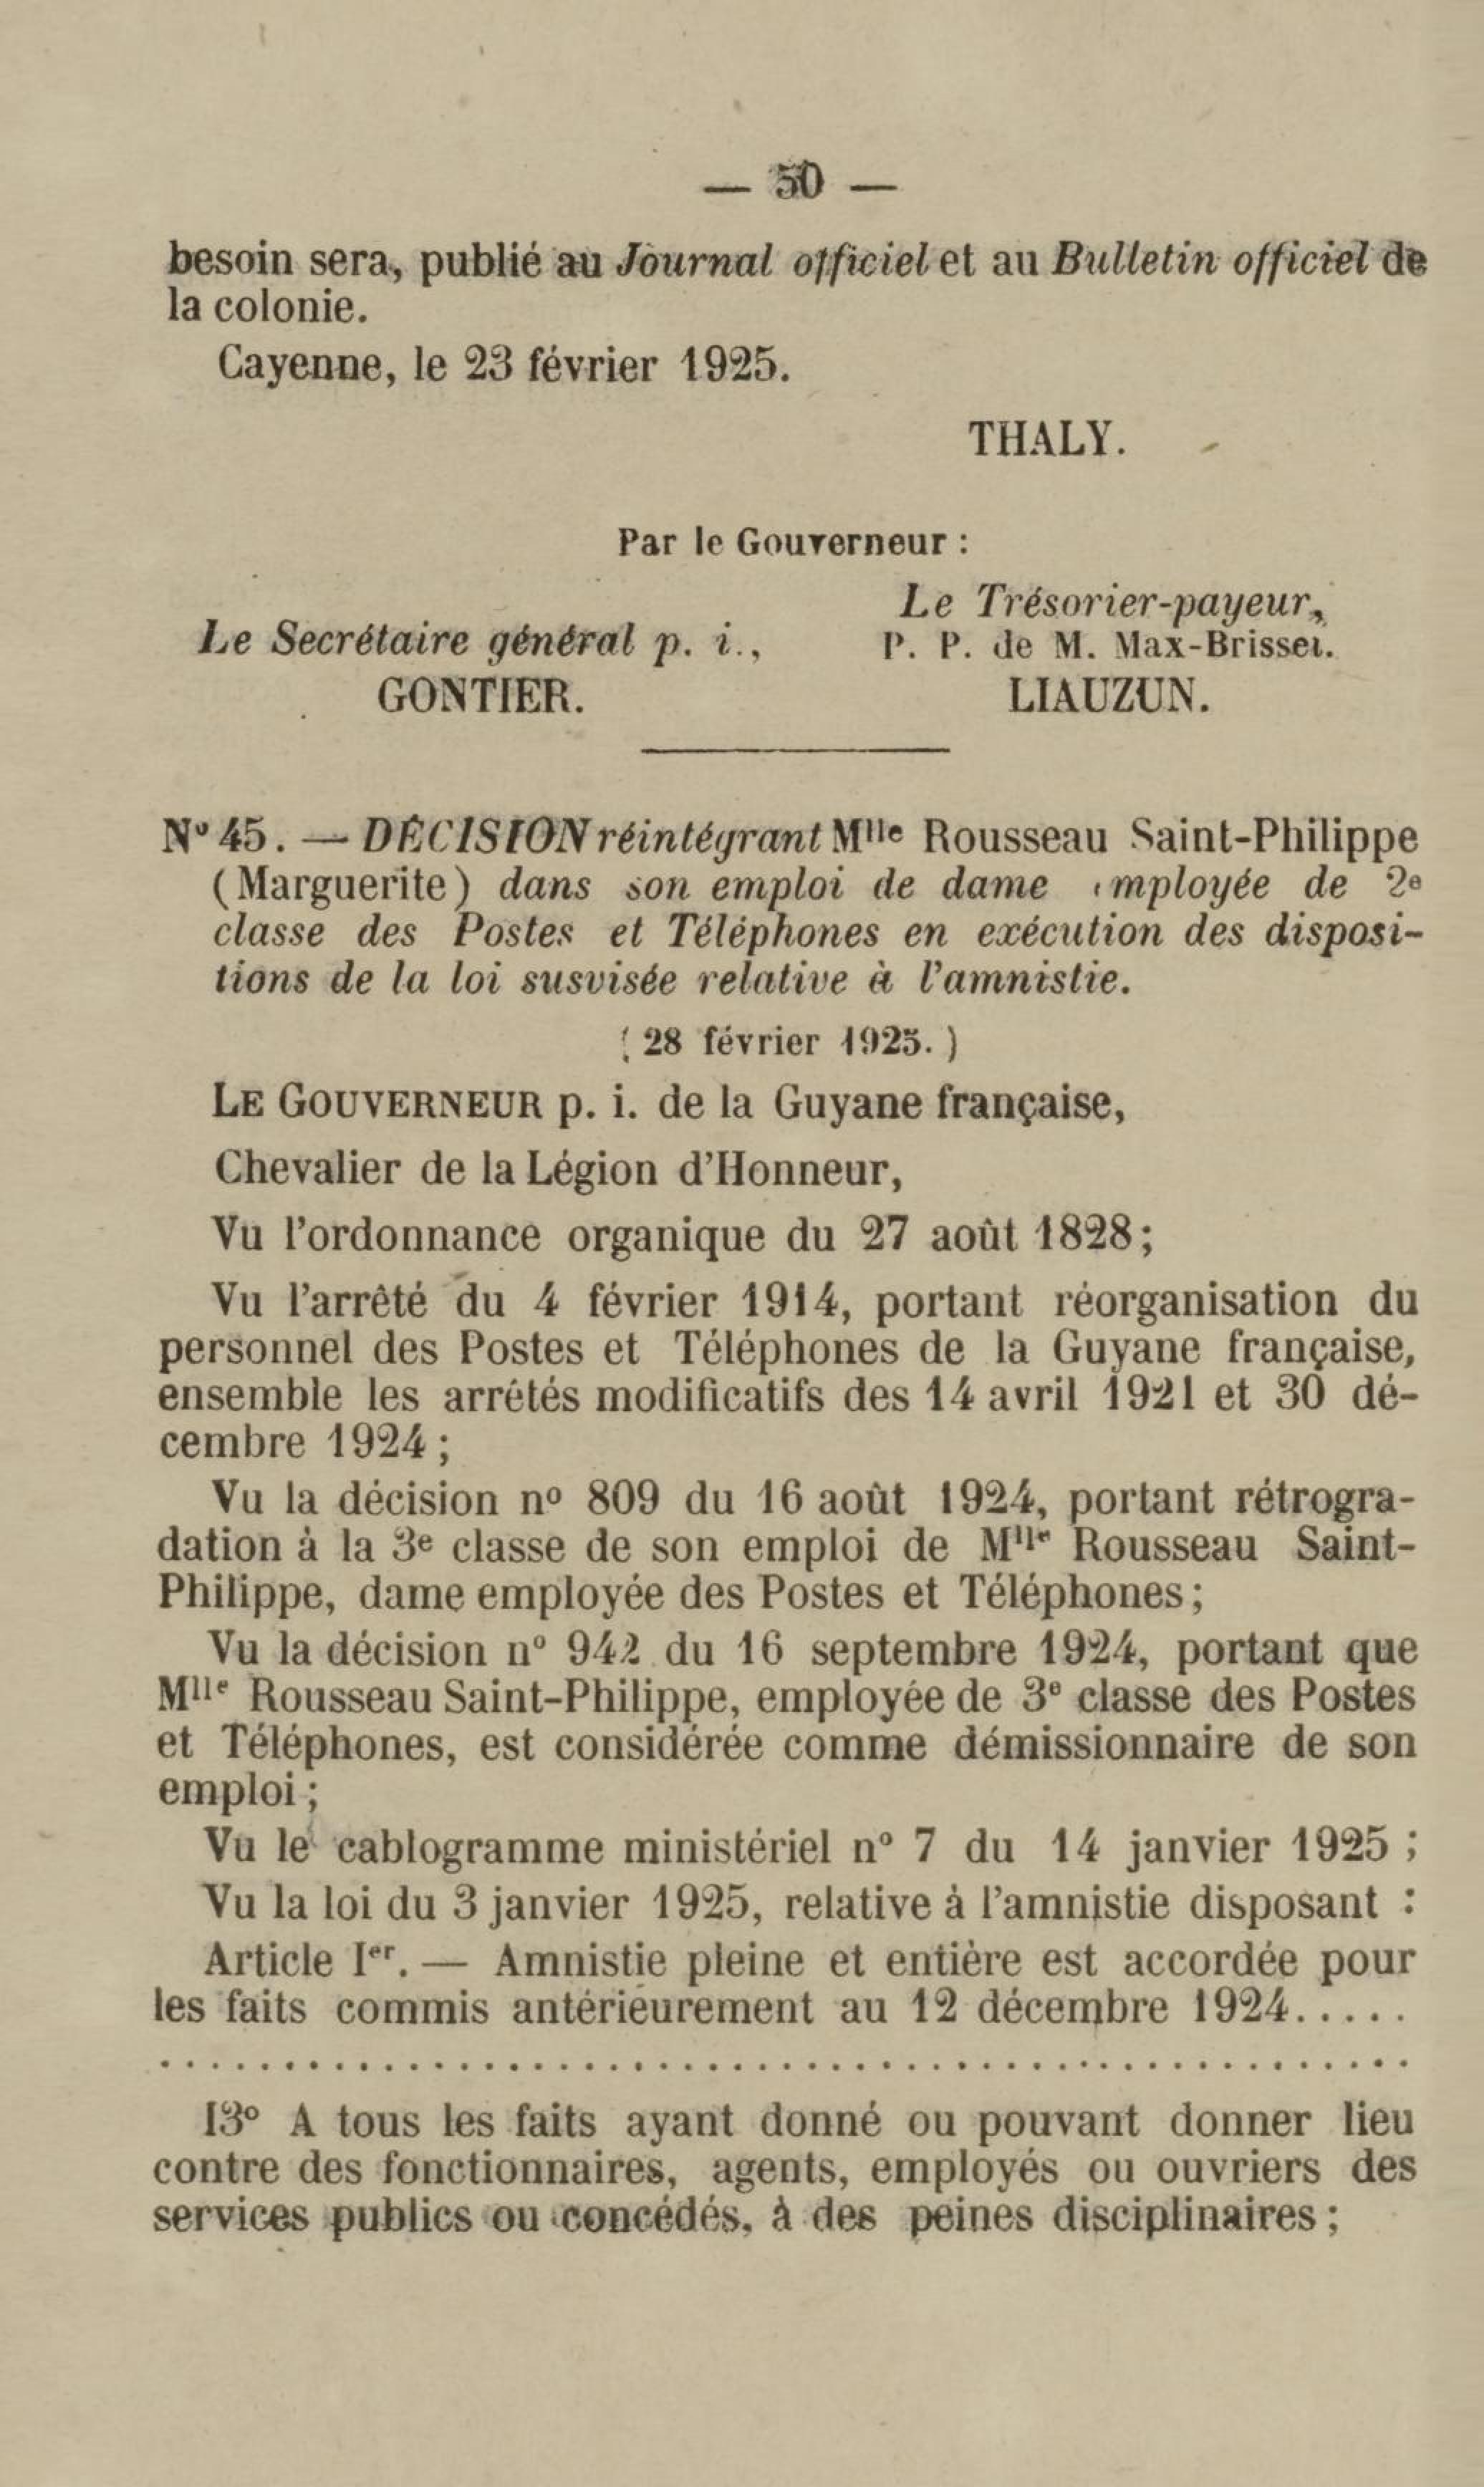 — 50 —
besoin sera, publié au Journal officiel et au Bulletin officiel de
la colonie.
Cayenne, le 23 février 1925.
THALY.
Par le Gouverneur :
Le Trésorier-payeur,
Le Secrétaire général p. i., P. P. de M. Max-Brisset.
GONTIER. LIAUZUN.
Nº 45. — DÉCISION réintégrant Mlle Rousseau Saint-Philippe
(Marguerite) dans son emploi de dame employée de 2e
classe des Postes et Téléphones en exécution des disposi-
tions de la loi susvisée relative à l'amnistie.
( 28 février 1925. )
LE GOUVERNEUR p. i. de la Guyane française,
Chevalier de la Légion d'Honneur,
Vu l'ordonnance organique du 27 août 1828;
Vu l'arrêté du 4 février 1914, portant réorganisation du
personnel des Postes et Téléphones de la Guyane française,
ensemble les arrêtés modificatifs des 14 avril 1921 et 30 dé-
cembre 1924 ;
Vu la décision nº 809 du 16 août 1924, portant rétrogra-
dation à la 3e classe de son emploi de Mlle Rousseau Saint-
Philippe, dame employée des Postes et Téléphones;
Vu la décision nº 942 du 16 septembre 1924, portant que
Mlle Rousseau Saint-Philippe, employée de 3e classe des Postes
et Téléphones, est considérée comme démissionnaire de son
emploi ;
Vu le cablogramme ministériel nº 7 du 14 janvier 1925 ;
Vu la loi du 3 janvier 1925, relative à l'amnistie disposant :
Article Ier. — Amnistie pleine et entière est accordée pour
les faits commis antérieurement au 12 décembre 1924.....
....................................................
13º A tous les faits ayant donné ou pouvant donner lieu
contre des fonctionnaires, agents, employés ou ouvriers des
services publics ou concédés, à des peines disciplinaires ;